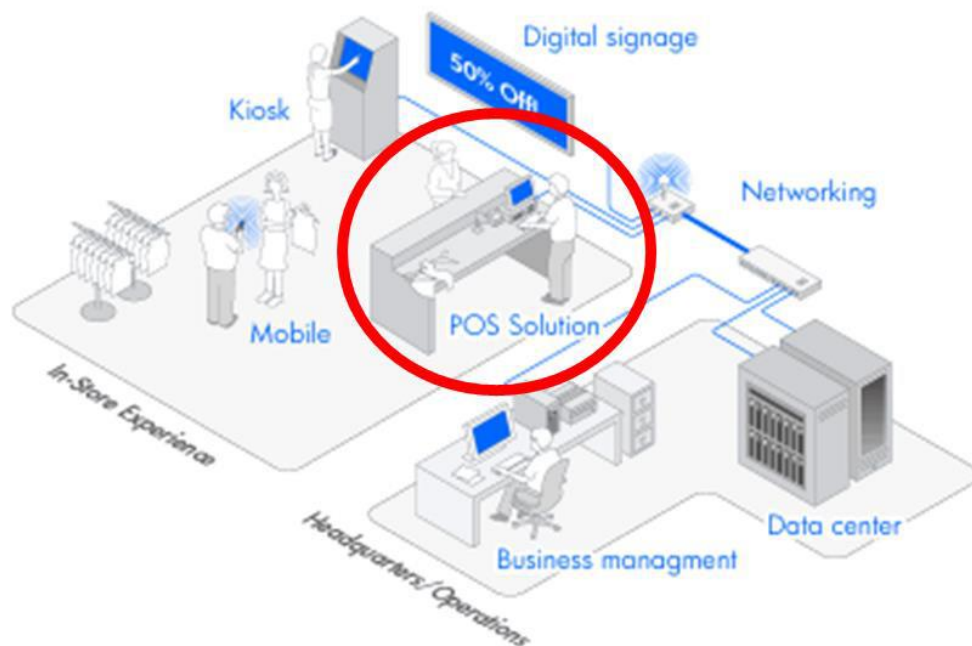 Digital signage
50% Off!
Kiosk
Networking
Mobile
POS Solution
In-Store Experience
Data center
Business managment
Headquarters/Operations